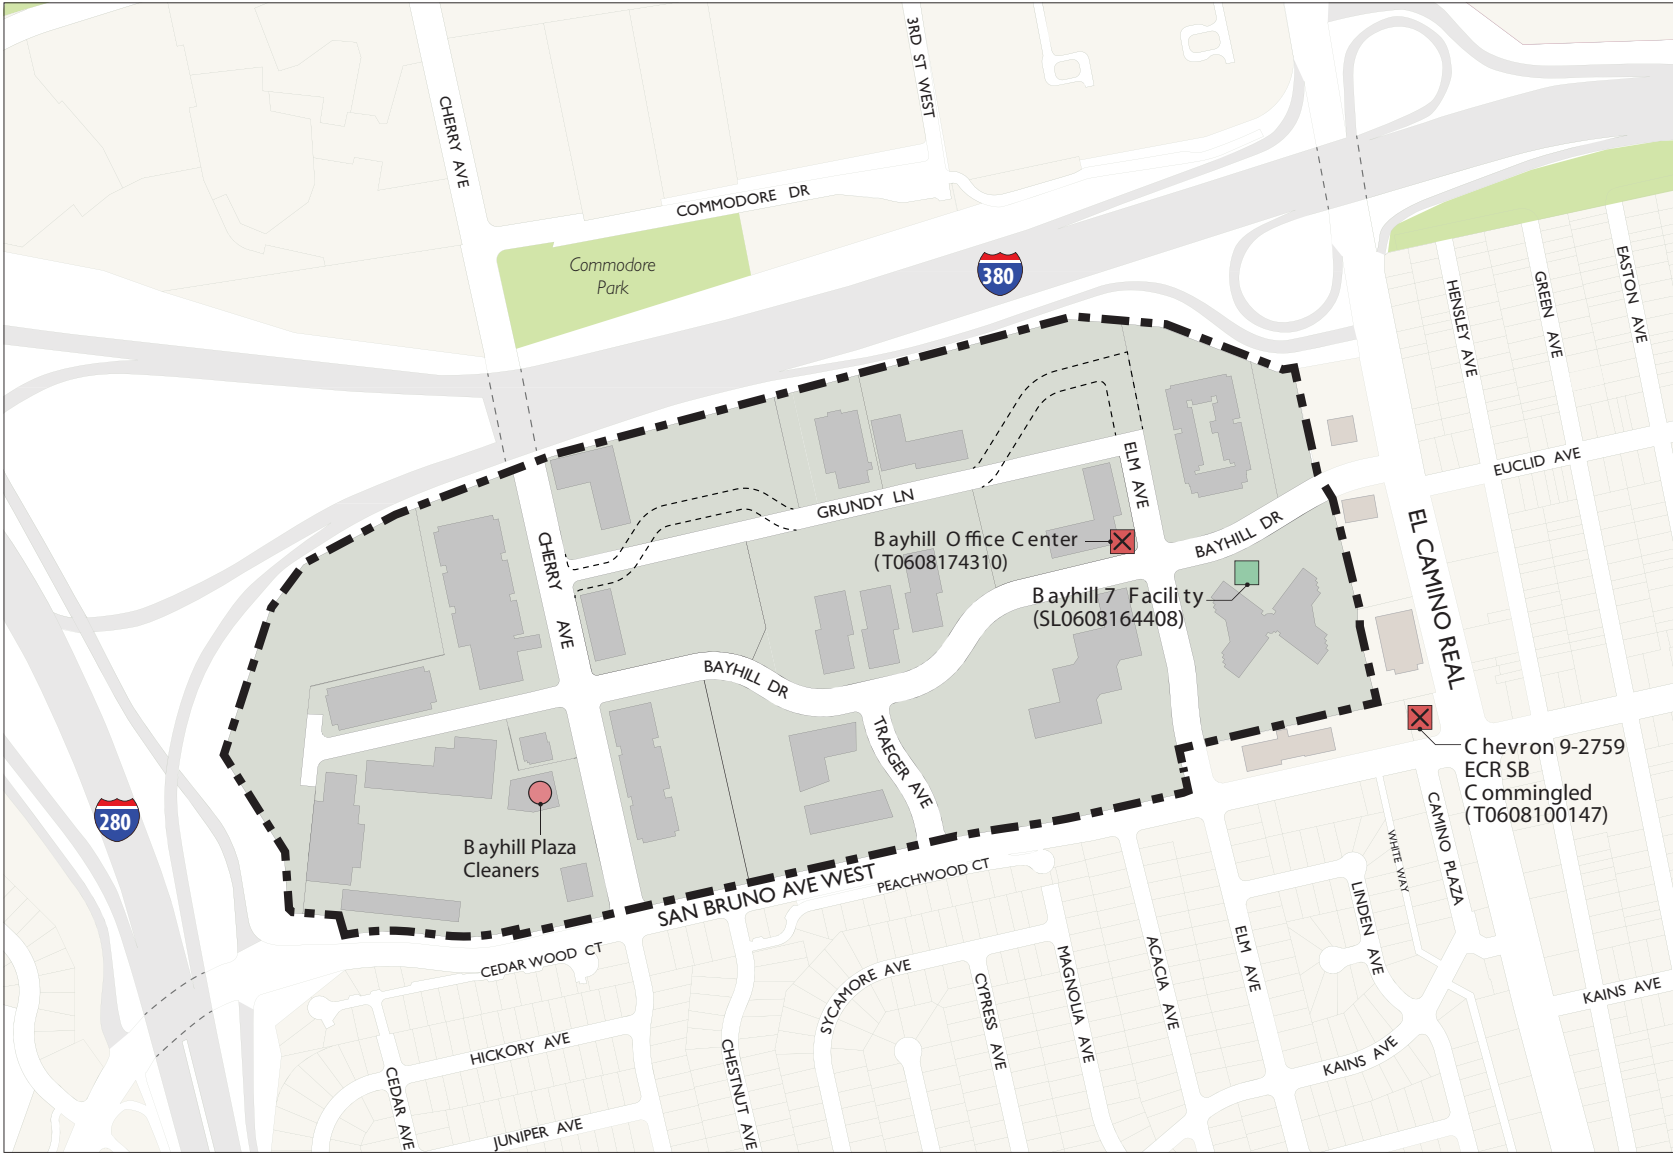 3RD ST WEST
CHERRY AVE
COMMODORE DR
Commodore
Park
380
HENSLEY AVE
GREEN AVE
EASTON AVE
EUCLID AVE
ELM AVE
GRUNDY LN
BAYHILL DR
EL CAMINO REAL
CHERRY AVE
Bayhill Office Center
(T0608174310)
Bayhill 7 Facility
(SL0608164408)
BAYHILL DR
TRAEGER AVE
Chevron 9-2759
ECR SB
Commingled
(T0608100147)
280
Bayhill Plaza
Cleaners
SAN BRUNO AVE WEST
PEACHWOOD CT
CEDAR WOOD CT
WHITE WAY
CAMINO PLAZA
LINDEN AVE
ELM AVE
ACACIA AVE
MAGNOLIA AVE
CYPRESS AVE
SYCAMORE AVE
KAINS AVE
KAINS AVE
HICKORY AVE
CHESTNUT AVE
CEDAR AVE
JUNIPER AVE